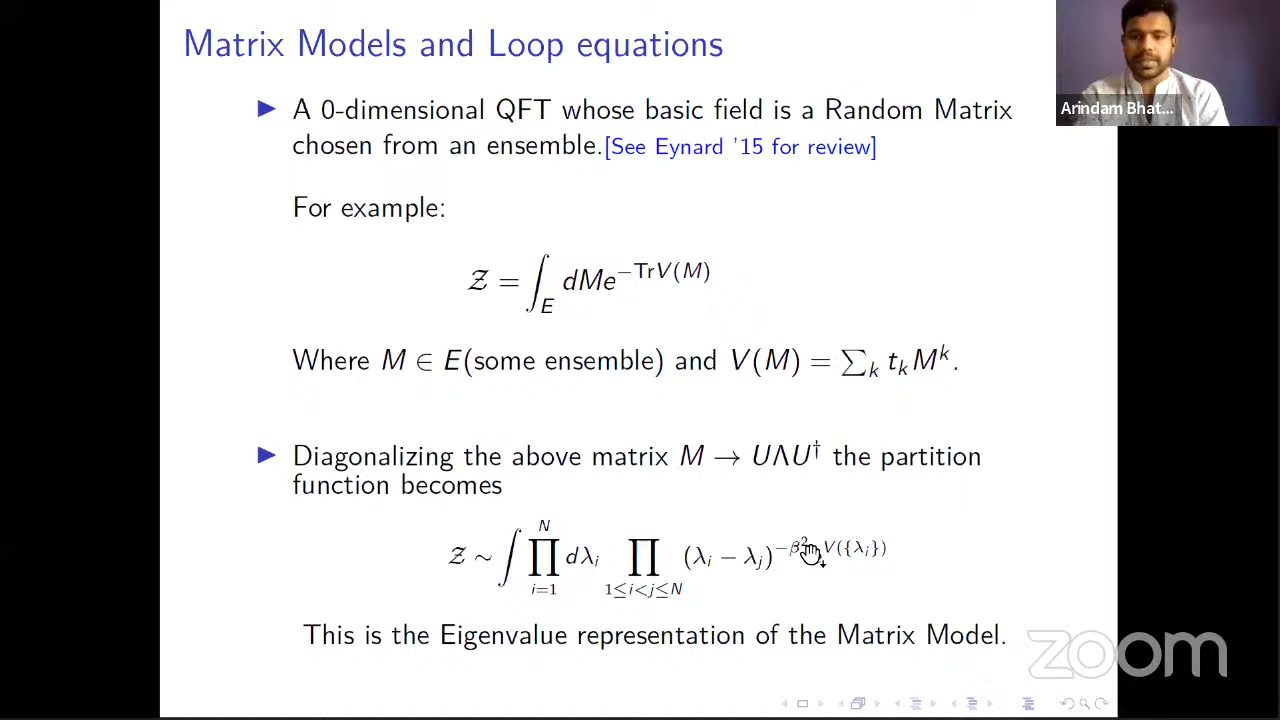 Matrix Models and Loop equations
A 0-dimensional QFT whose basic field is a Random Matrix
chosen from an ensemble.[See Eynard '15 for review]
For example:
𝒵 = ∫_E dMe^{−TrV(M)}
Where M ∈ E(some ensemble) and V(M) = ∑_k t_k M^k.
Diagonalizing the above matrix M → UΛU† the partition
function becomes
𝒵 ∼ ∫ ∏_{i=1}^{N} dλ_i ∏_{1≤i<j≤N} (λ_i − λ_j)^{−β^2 V({λ_i})}
This is the Eigenvalue representation of the Matrix Model.
Arindam Bhat...
zoom